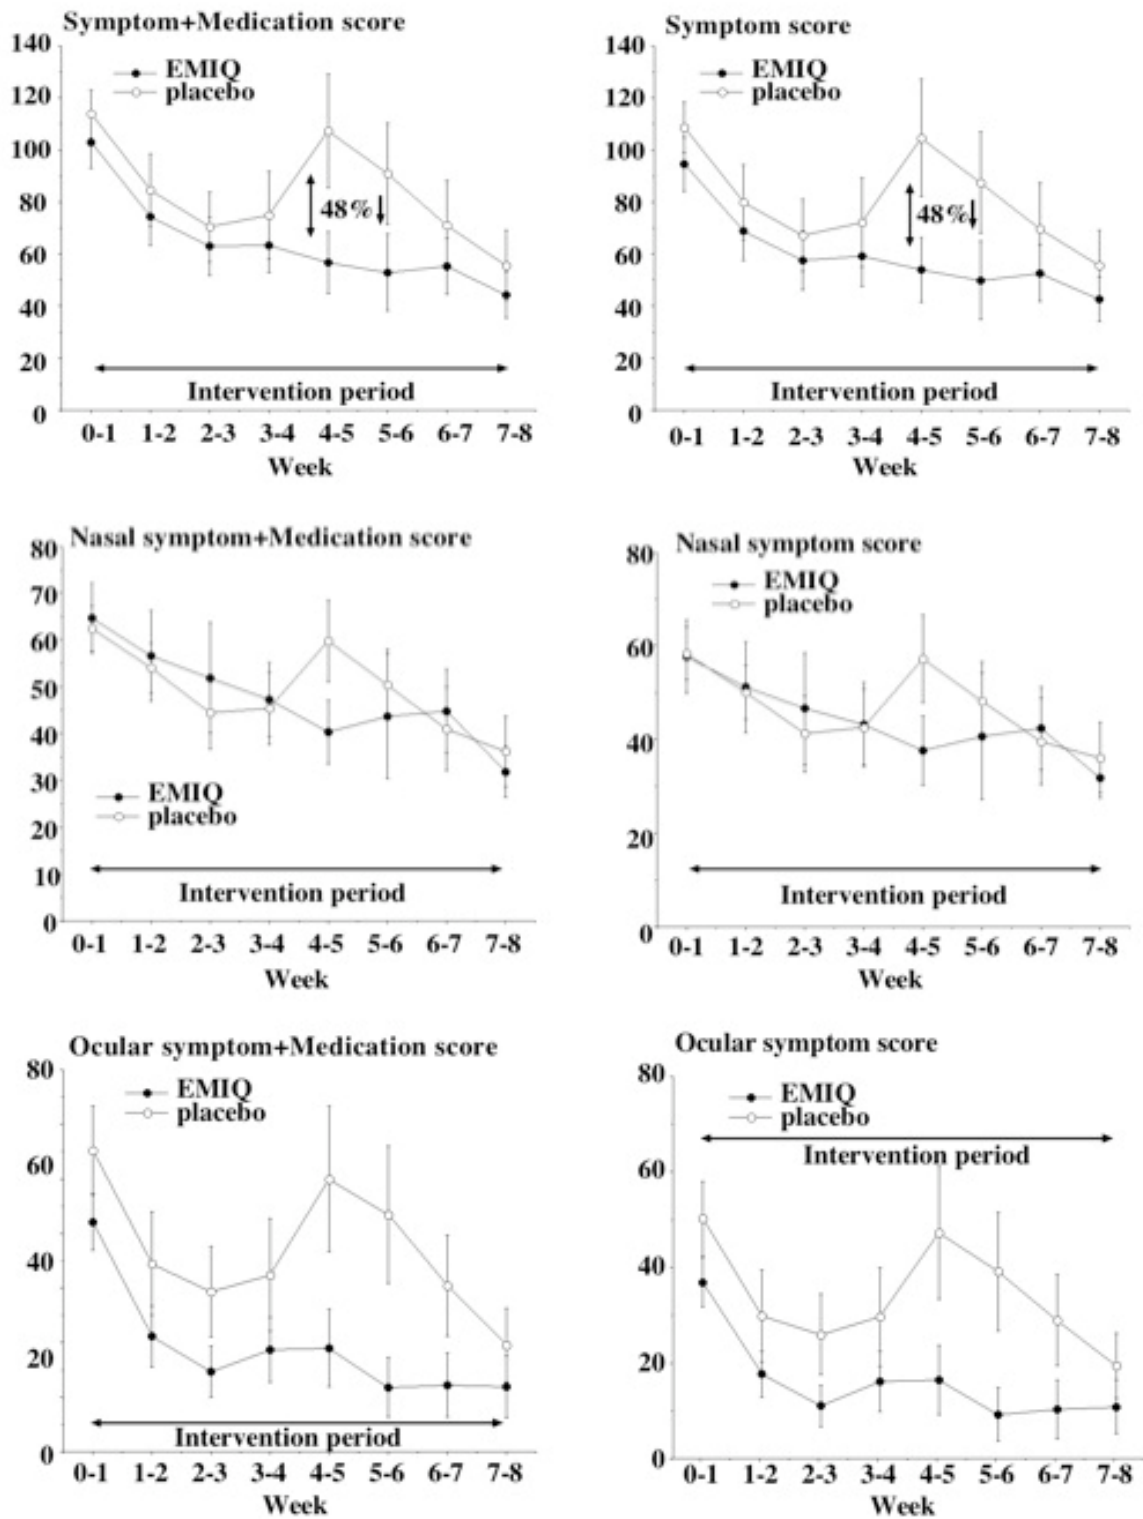 Symptom+Medication score
140
120
100
80
60
40
20
0
EMIQ
placebo
48%
Intervention period
0-1 1-2 2-3 3-4 4-5 5-6 6-7 7-8
Week
Symptom score
140
120
100
80
60
40
20
0
EMIQ
placebo
48%
Intervention period
0-1 1-2 2-3 3-4 4-5 5-6 6-7 7-8
Week
Nasal symptom+Medication score
80
70
60
50
40
30
20
10
0
EMIQ
placebo
Intervention period
0-1 1-2 2-3 3-4 4-5 5-6 6-7 7-8
Week
Nasal symptom score
80
60
40
20
0
EMIQ
placebo
Intervention period
0-1 1-2 2-3 3-4 4-5 5-6 6-7 7-8
Week
Ocular symptom+Medication score
80
60
40
20
0
EMIQ
placebo
Intervention period
0-1 1-2 2-3 3-4 4-5 5-6 6-7 7-8
Week
Ocular symptom score
80
60
40
20
0
EMIQ
placebo
Intervention period
0-1 1-2 2-3 3-4 4-5 5-6 6-7 7-8
Week